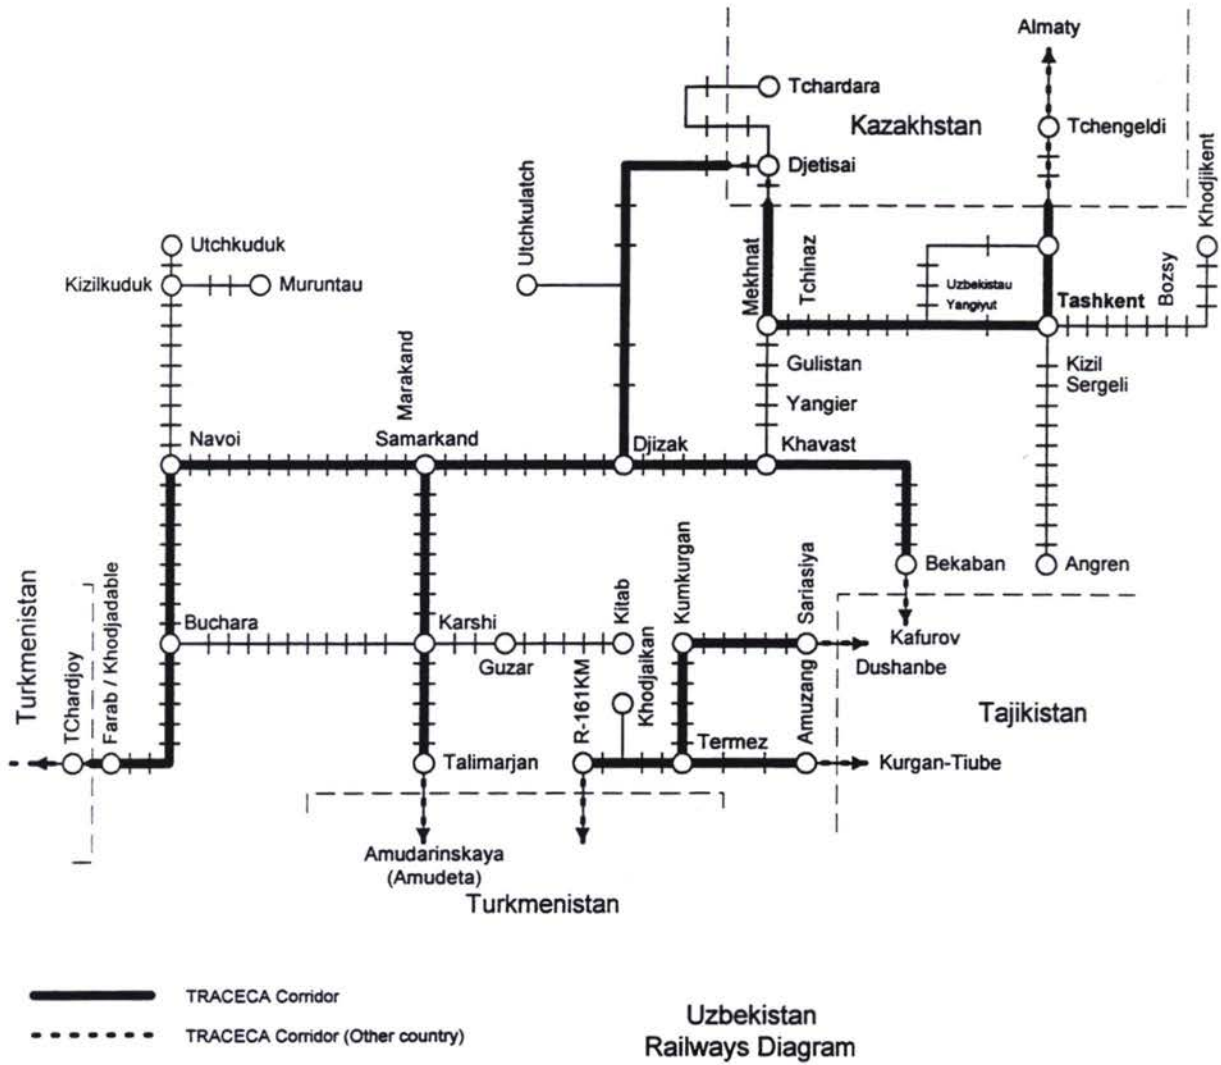 Almaty
Tchardara
Kazakhstan
Tchengeldi
Djetisai
Khodjikent
Utchkulatch
Utchkuduk
Kizilkuduk
Muruntau
Mekhnat
Tchinaz
Uzbekistau
Yangiyut
Bozsy
Tashkent
Gulistan
Kizil
Sergeli
Yangier
Marakand
Navoi
Samarkand
Djizak
Khavast
Bekaban
Angren
Turkmenistan
TChardjoy
Farab / Khodjadable
Buchara
Karshi
Guzar
Kitab
Kumkurgan
Sariasiya
Kafurov
Dushanbe
R-161KM
Khodjaikan
Amuzang
Tajikistan
Talimarjan
Termez
Kurgan-Tiube
Amudarinskaya
(Amudeta)
Turkmenistan
TRACECA Corridor
TRACECA Corridor (Other country)
Uzbekistan
Railways Diagram